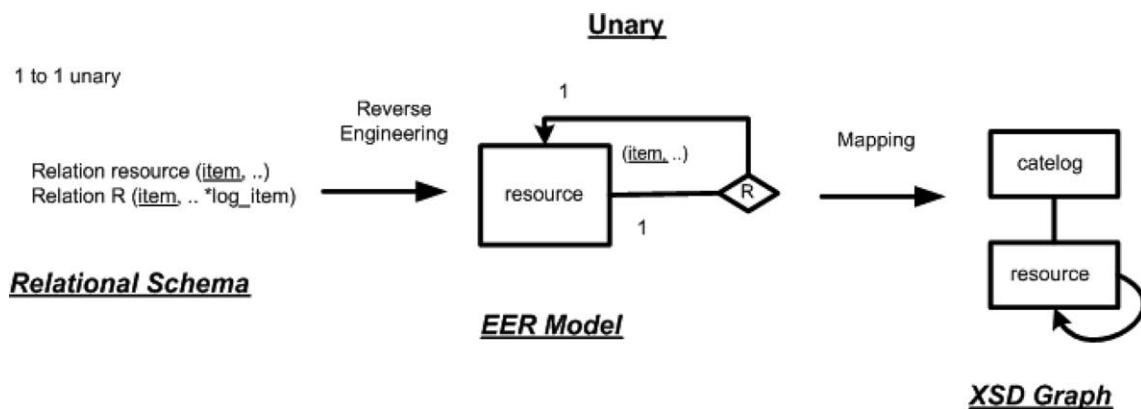 Unary
1 to 1 unary
Relation resource (item, ..)
Relation R (item, .. *log_item)
Relational Schema
Reverse
Engineering
1
(item, ..)
resource
R
1
EER Model
Mapping
catelog
resource
XSD Graph